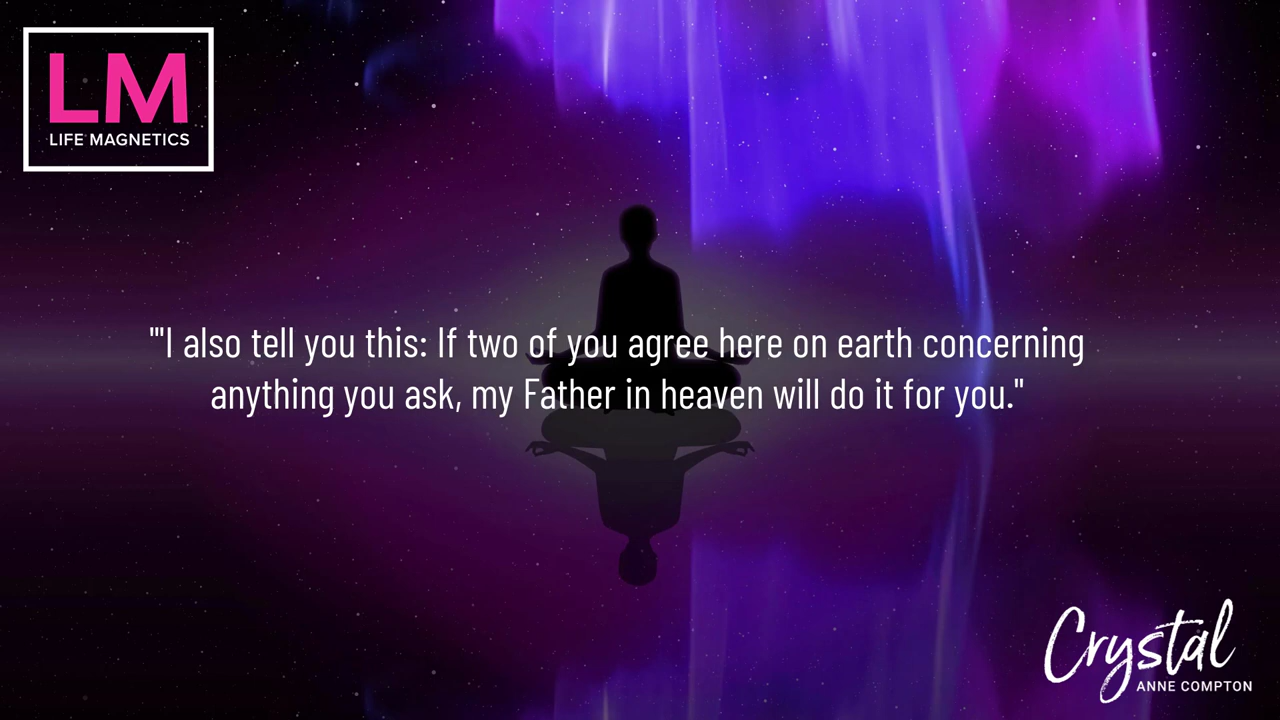 LM
LIFE MAGNETICS
"'I also tell you this: If two of you agree here on earth concerning
anything you ask, my Father in heaven will do it for you."
Crystal
ANNE COMPTON